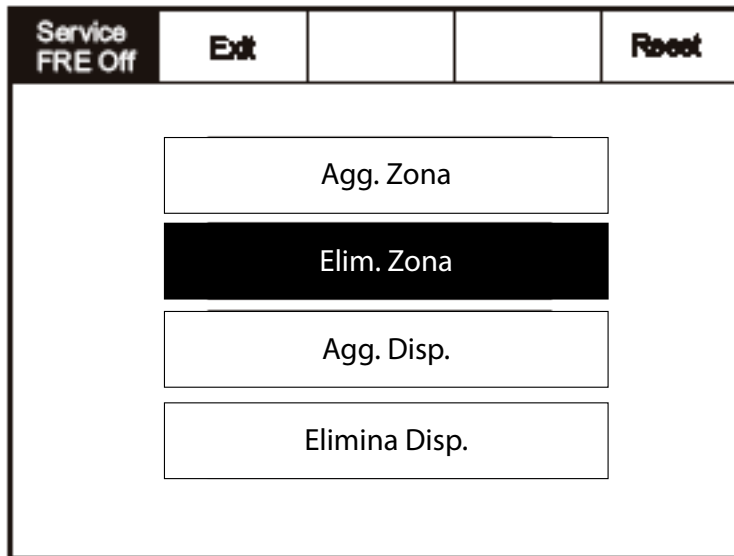 Service
FRE Off
Exit
Reset
Agg. Zona
Elim. Zona
Agg. Disp.
Elimina Disp.